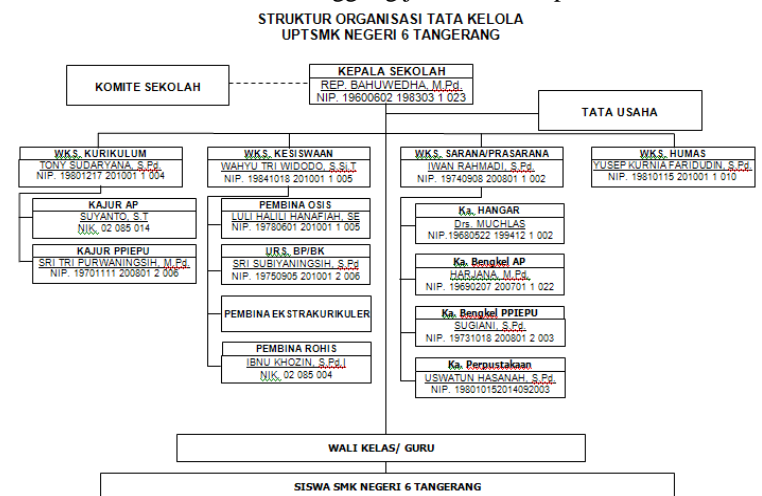 STRUKTUR ORGANISASI TATA KELOLA
UPTSMK NEGERI 6 TANGERANG
KEPALA SEKOLAH
REP. BAHUWEDHA, M.Pd.
NIP. 19600602 198303 1 023
KOMITE SEKOLAH
TATA USAHA
WKS. KURIKULUM
TONY SUDARYANA, S.Pd.
NIP. 19801217 201001 1 004
WKS. KESISWAAN
WAHYU TRI WIDODO, S.Si.T
NIP. 19841018 201001 1 005
WKS. SARANA/PRASARANA
IWAN RAHMADI, S.Pd.
NIP. 19740908 200801 1 002
WKS. HUMAS
YUSEP KURNIA FARIDUDIN, S.Pd.
NIP. 19810115 201001 1 010
KAJUR AP
SUYANTO, S.T
NIK. 02 085 014
KAJUR PPIEPU
SRI TRI PURWANINGSIH, M.Pd.
NIP. 19701111 200801 2 006
PEMBINA OSIS
LULI HALILI HANAFIAH, SE
NIP. 19780601 201001 1 005
URS. BP/BK
SRI SUBIYANINGSIH, S.Pd
NIP. 19750905 201001 2 006
PEMBINA EKSTRAKURIKULER
PEMBINA ROHIS
IBNU KHOZIN, S.Pd.I
NIK. 02 085 004
Ka. HANGAR
Drs. MUCHLAS
NIP.19680522 199412 1 002
Ka. Bengkel AP
HARJANA, M.Pd.
NIP. 19690207 200701 1 022
Ka. Bengkel PPIEPU
SUGIANI, S.Pd.
NIP. 19731018 200801 2 003
Ka. Perpustakaan
USWATUN HASANAH, S.Pd.
NIP. 198010152014092003
WALI KELAS/ GURU
SISWA SMK NEGERI 6 TANGERANG